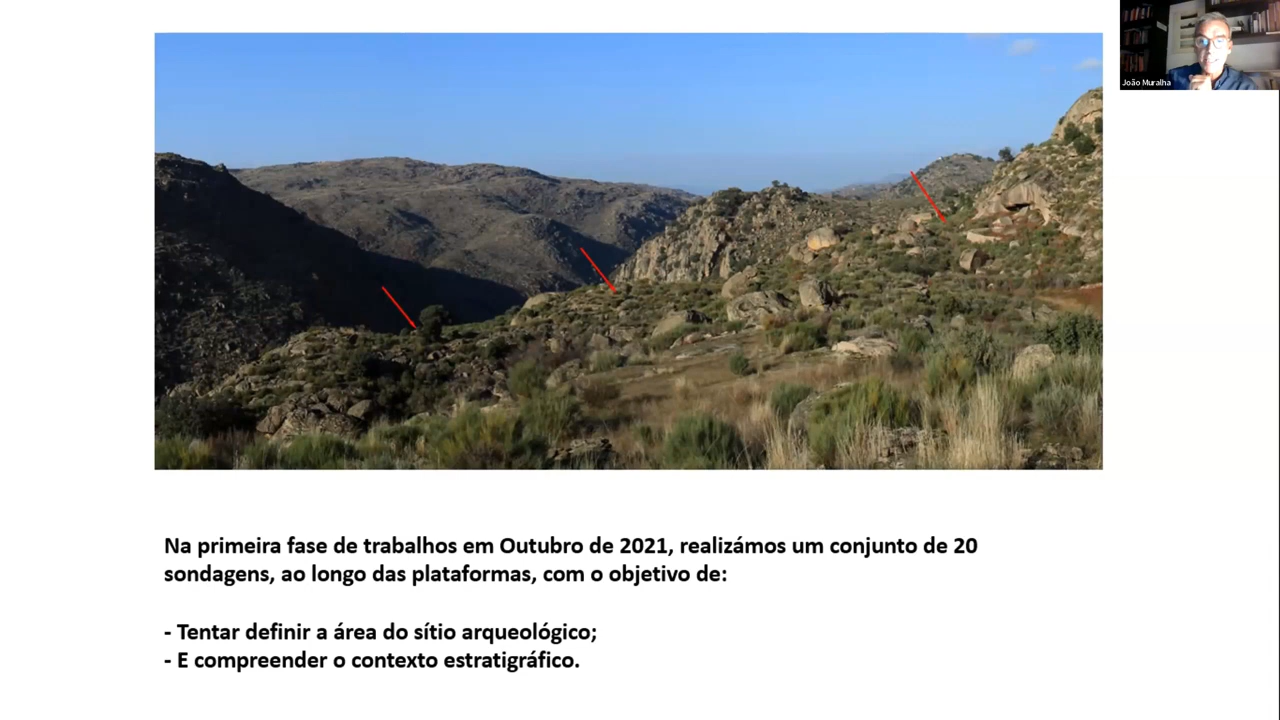 João Muralha
Na primeira fase de trabalhos em Outubro de 2021, realizámos um conjunto de 20
sondagens, ao longo das plataformas, com o objetivo de:
- Tentar definir a área do sítio arqueológico;
- E compreender o contexto estratigráfico.